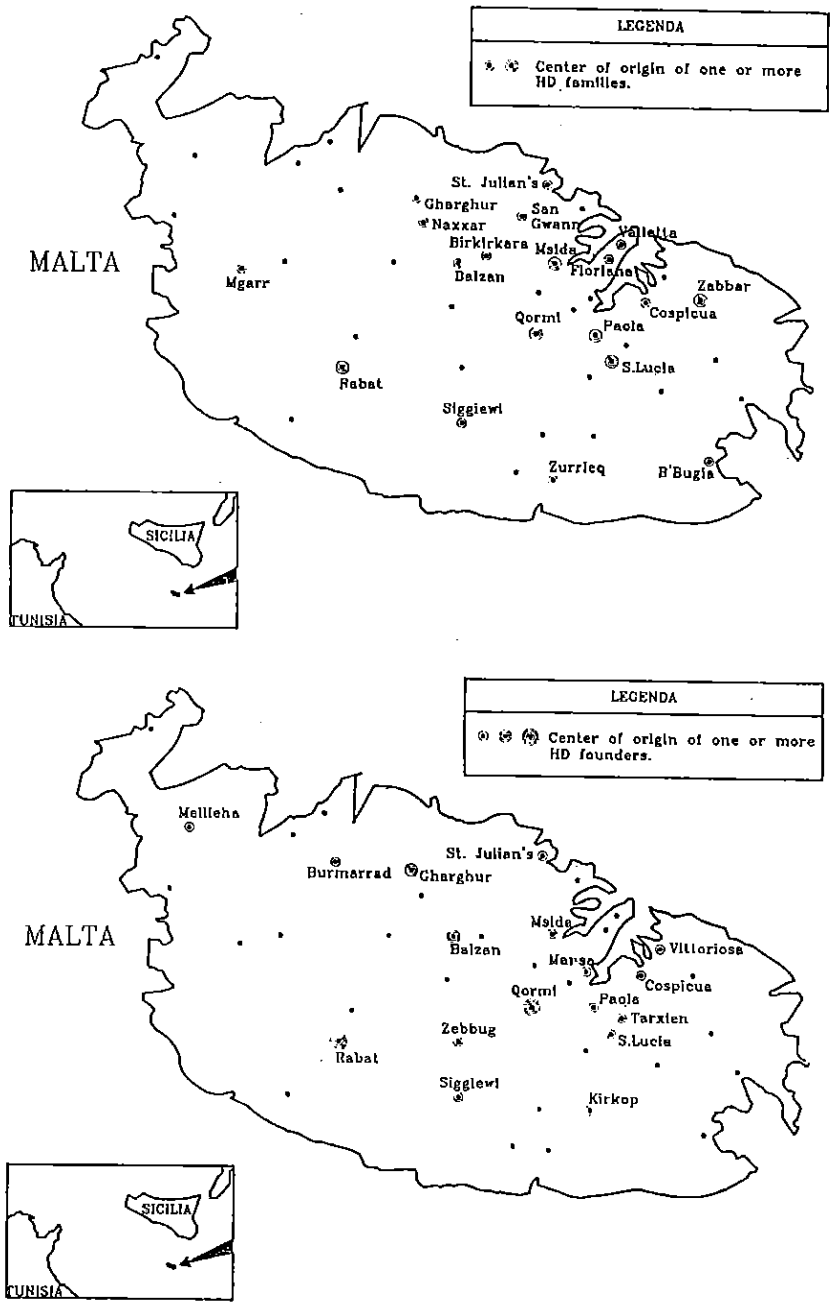 LEGENDA
Center of origin of one or more
HD families.
St. Julian's
Gharghur
San
Gwann
Naxxar
Valletta
Birkirkara
Msida
MALTA
Balzan
Floriana
Mgarr
Zabbar
Cospicua
Qormi
Paola
S.Lucia
Rabat
Siggiewi
B'Bugia
Zurrieq
SICILIA
TUNISIA
LEGENDA
Center of origin of one or more
HD founders.
Mellieha
St. Julian's
Burmarrad
Gharghur
MALTA
Msida
Balzan
Vittoriosa
Marsa
Cospicua
Qormi
Paola
Tarxien
Zebbug
S.Lucia
Rabat
Siggiewi
Kirkop
SICILIA
TUNISIA